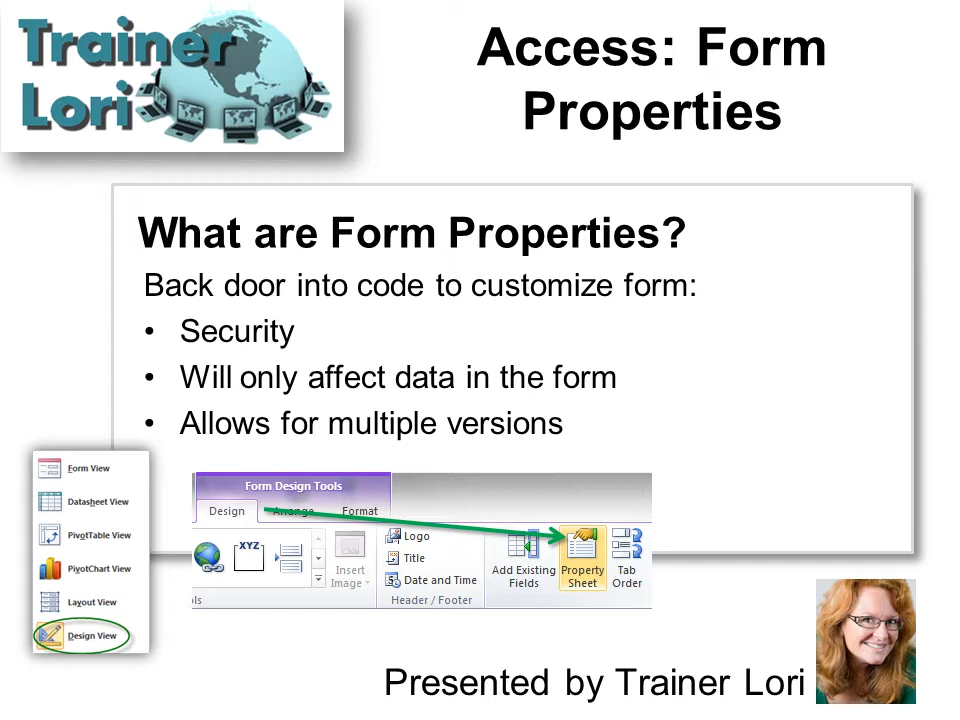 Trainer
Lori
Access: Form
Properties
What are Form Properties?
Back door into code to customize form:
• Security
• Will only affect data in the form
• Allows for multiple versions
Form View
Datasheet View
PivotTable View
PivotChart View
Layout View
Design View
Form Design Tools
Design Arrange Format
XYZ
Insert
Image
Logo
Title
Date and Time
Add Existing
Fields
Property
Sheet
Tab
Order
ols
Header / Footer
Presented by Trainer Lori